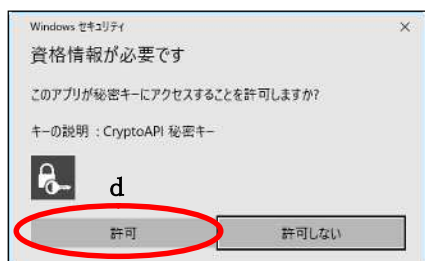 Windows セキュリティ
資格情報が必要です
このアプリが秘密キーにアクセスすることを許可しますか?
キーの説明 : CryptoAPI 秘密キー
d
許可
許可しない